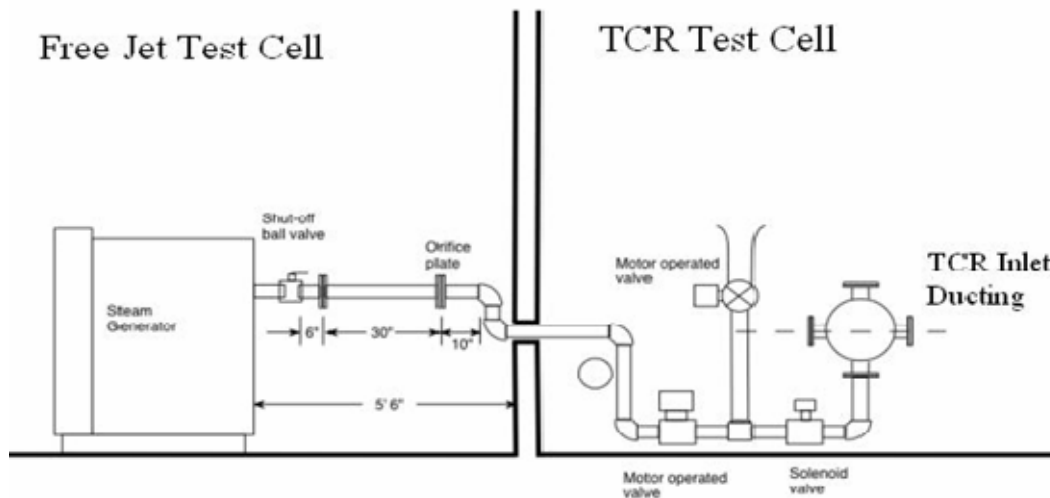 Free Jet Test Cell
TCR Test Cell
Shut-off
ball valve
Orifice
plate
Motor operated
valve
TCR Inlet
Ducting
Steam
Generator
6"
30"
10"
5' 6"
Motor operated
valve
Solenoid
valve